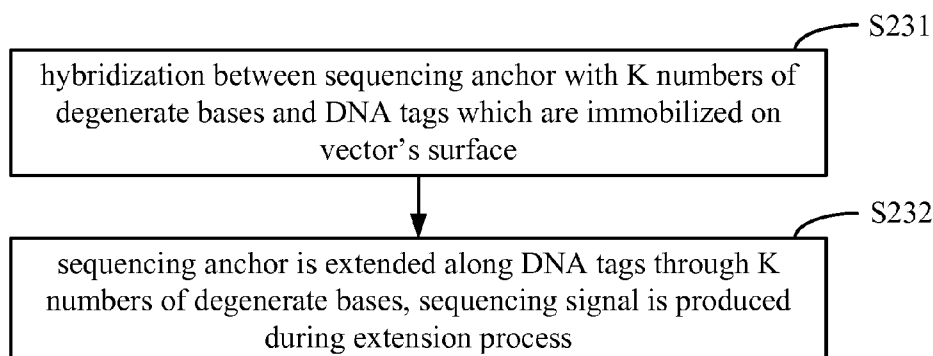 S231
hybridization between sequencing anchor with K numbers of
degenerate bases and DNA tags which are immobilized on
vector's surface
S232
sequencing anchor is extended along DNA tags through K
numbers of degenerate bases, sequencing signal is produced
during extension process